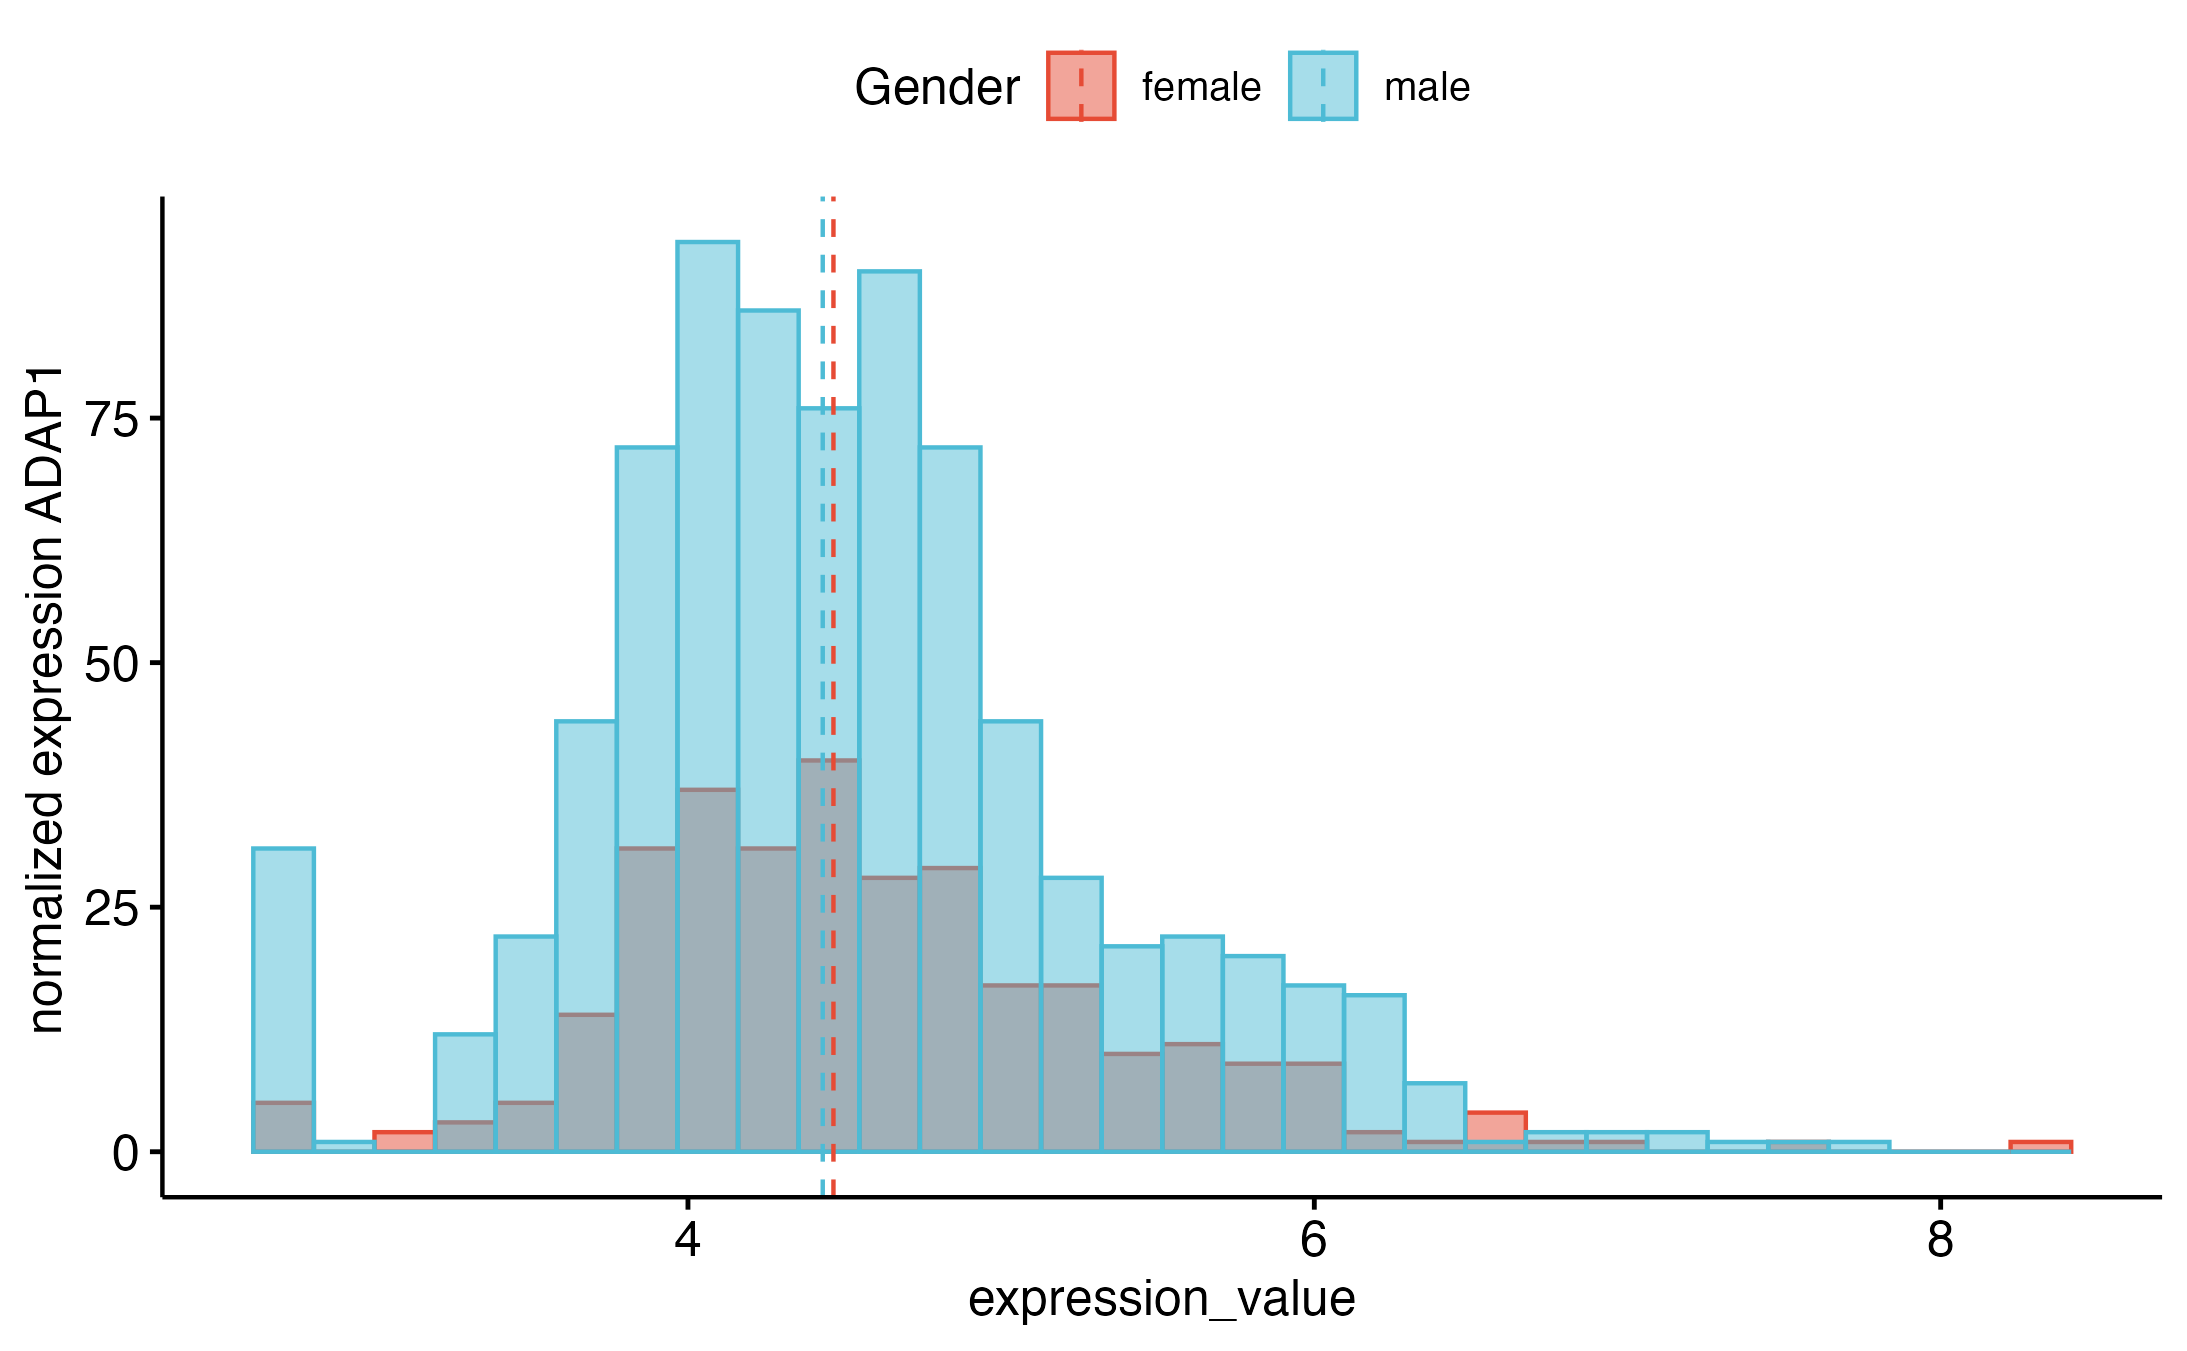 Gender female male
normalized expression ADAP1
75
50
25
0
4 6 8
expression_value